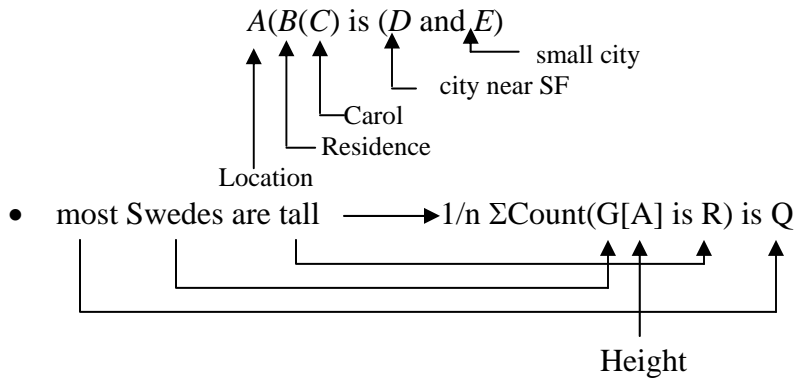 A(B(C) is (D and E)
small city
city near SF
Carol
Residence
Location
• most Swedes are tall 1/n ΣCount(G[A] is R) is Q
Height